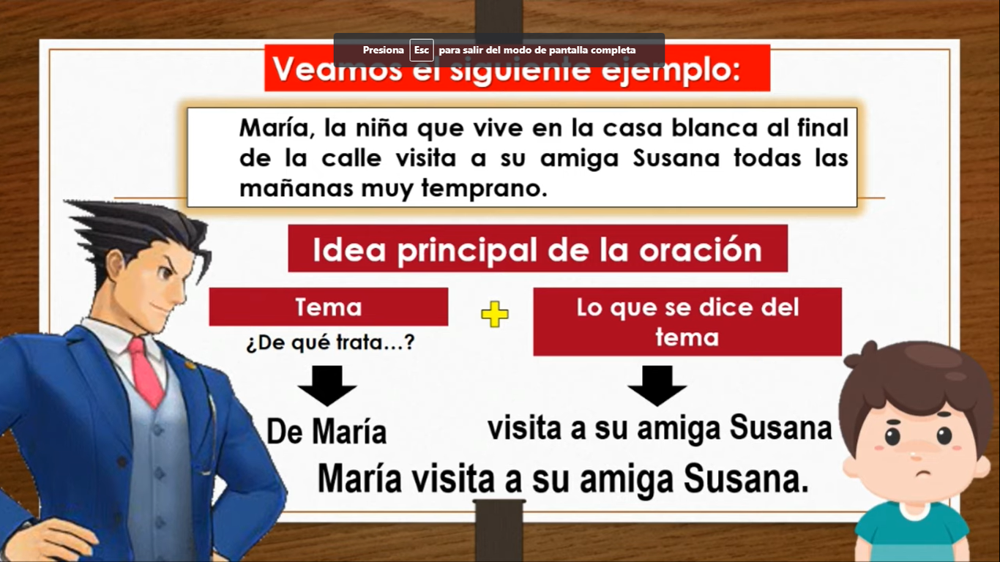 Presiona Esc para salir del modo de pantalla completa
Veamos el siguiente ejemplo:
María, la niña que vive en la casa blanca al final
de la calle visita a su amiga Susana todas las
mañanas muy temprano.
Idea principal de la oración
Tema
¿De qué trata...?
Lo que se dice del
tema
De María
visita a su amiga Susana
María visita a su amiga Susana.